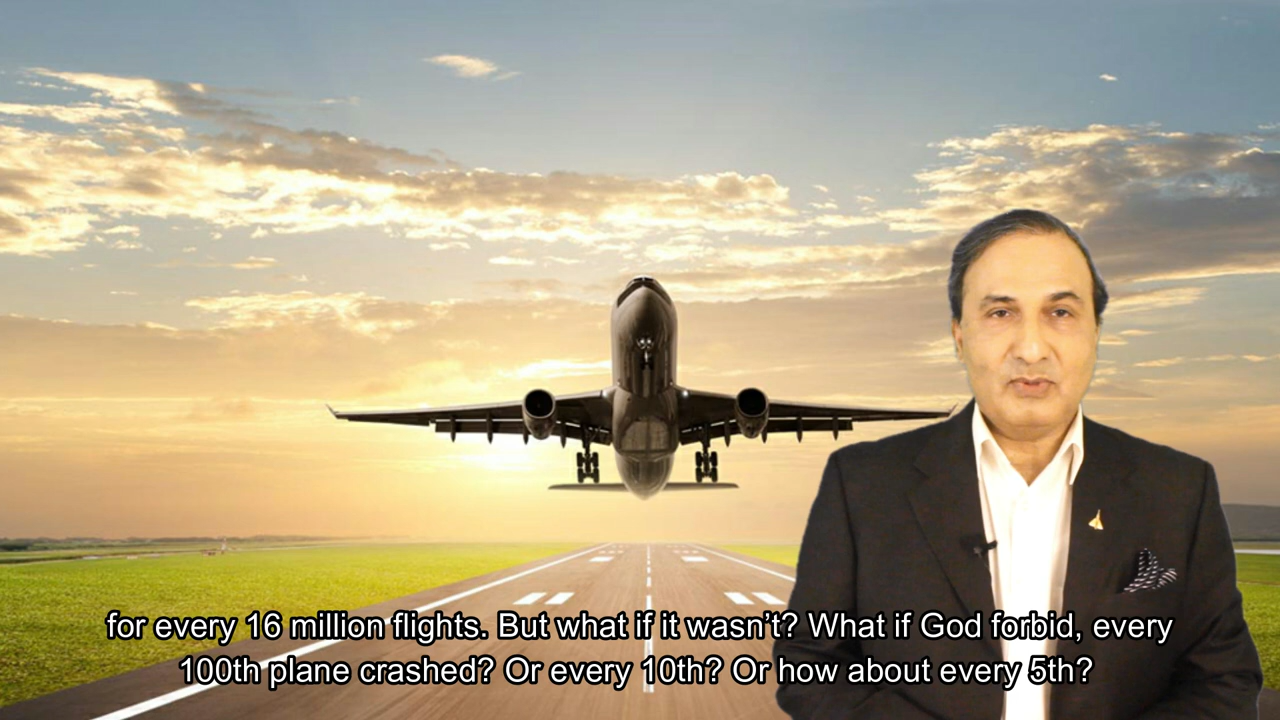 for every 16 million flights. But what if it wasn't? What if God forbid, every
100th plane crashed? Or every 10th? Or how about every 5th?